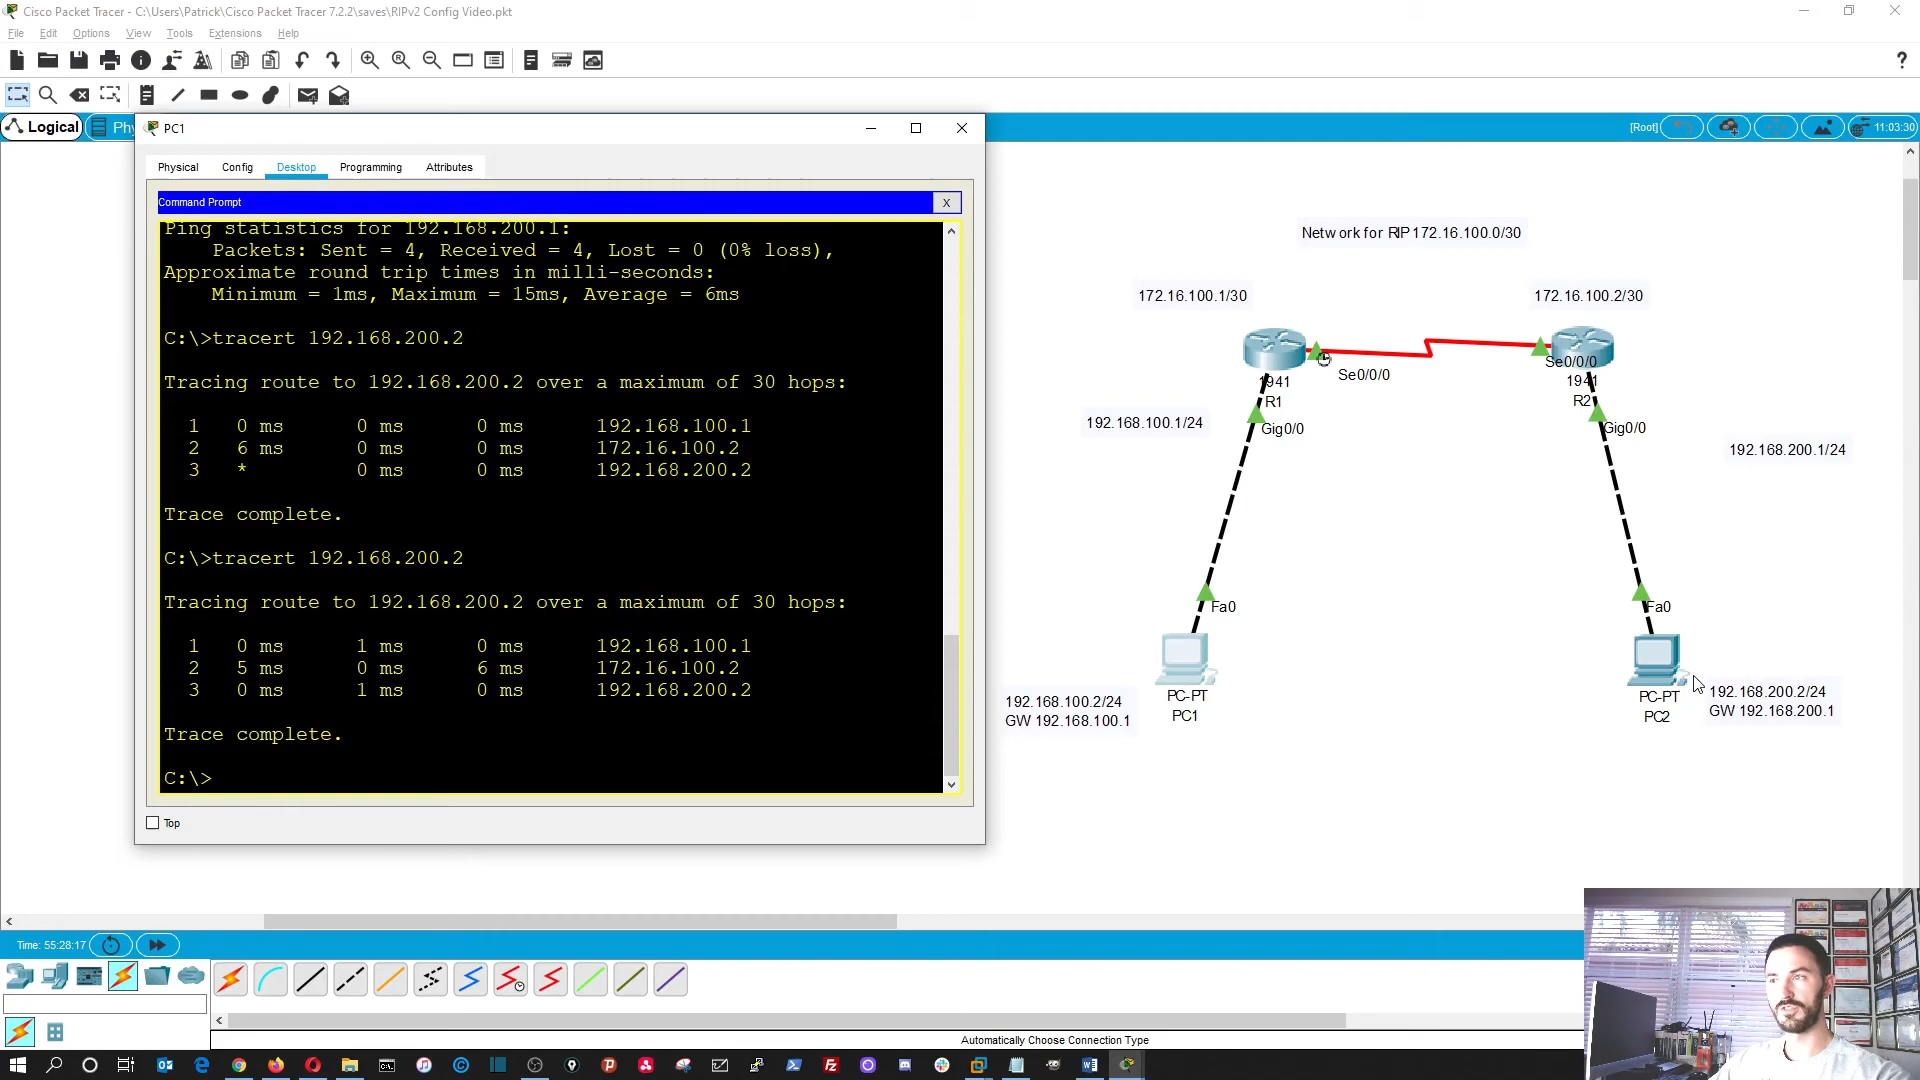 Cisco Packet Tracer - C:\Users\Patrick\Cisco Packet Tracer 7.2.2\saves\RIPv2 Config Video.pkt
File Edit Options View Tools Extensions Help
Logical
Phy
[Root]
11:03:30
PC1
Physical Config Desktop Programming Attributes
Command Prompt
X
Ping statistics for 192.168.200.1:
Packets: Sent = 4, Received = 4, Lost = 0 (0% loss),
Approximate round trip times in milli-seconds:
Minimum = 1ms, Maximum = 15ms, Average = 6ms
C:\>tracert 192.168.200.2
Tracing route to 192.168.200.2 over a maximum of 30 hops:
1 0 ms 0 ms 0 ms 192.168.100.1
2 6 ms 0 ms 0 ms 172.16.100.2
3 * 0 ms 0 ms 192.168.200.2
Trace complete.
C:\>tracert 192.168.200.2
Tracing route to 192.168.200.2 over a maximum of 30 hops:
1 0 ms 1 ms 0 ms 192.168.100.1
2 5 ms 0 ms 6 ms 172.16.100.2
3 0 ms 1 ms 0 ms 192.168.200.2
Trace complete.
C:\>
Top
Network for RIP 172.16.100.0/30
172.16.100.1/30
172.16.100.2/30
Se0/0/0
1941
R1
Se0/0/0
1941
R2
192.168.100.1/24
Gig0/0
Gig0/0
192.168.200.1/24
Fa0
Fa0
PC-PT
PC1
192.168.100.2/24
GW 192.168.100.1
PC-PT
PC2
192.168.200.2/24
GW 192.168.200.1
Time: 55:28:17
Automatically Choose Connection Type